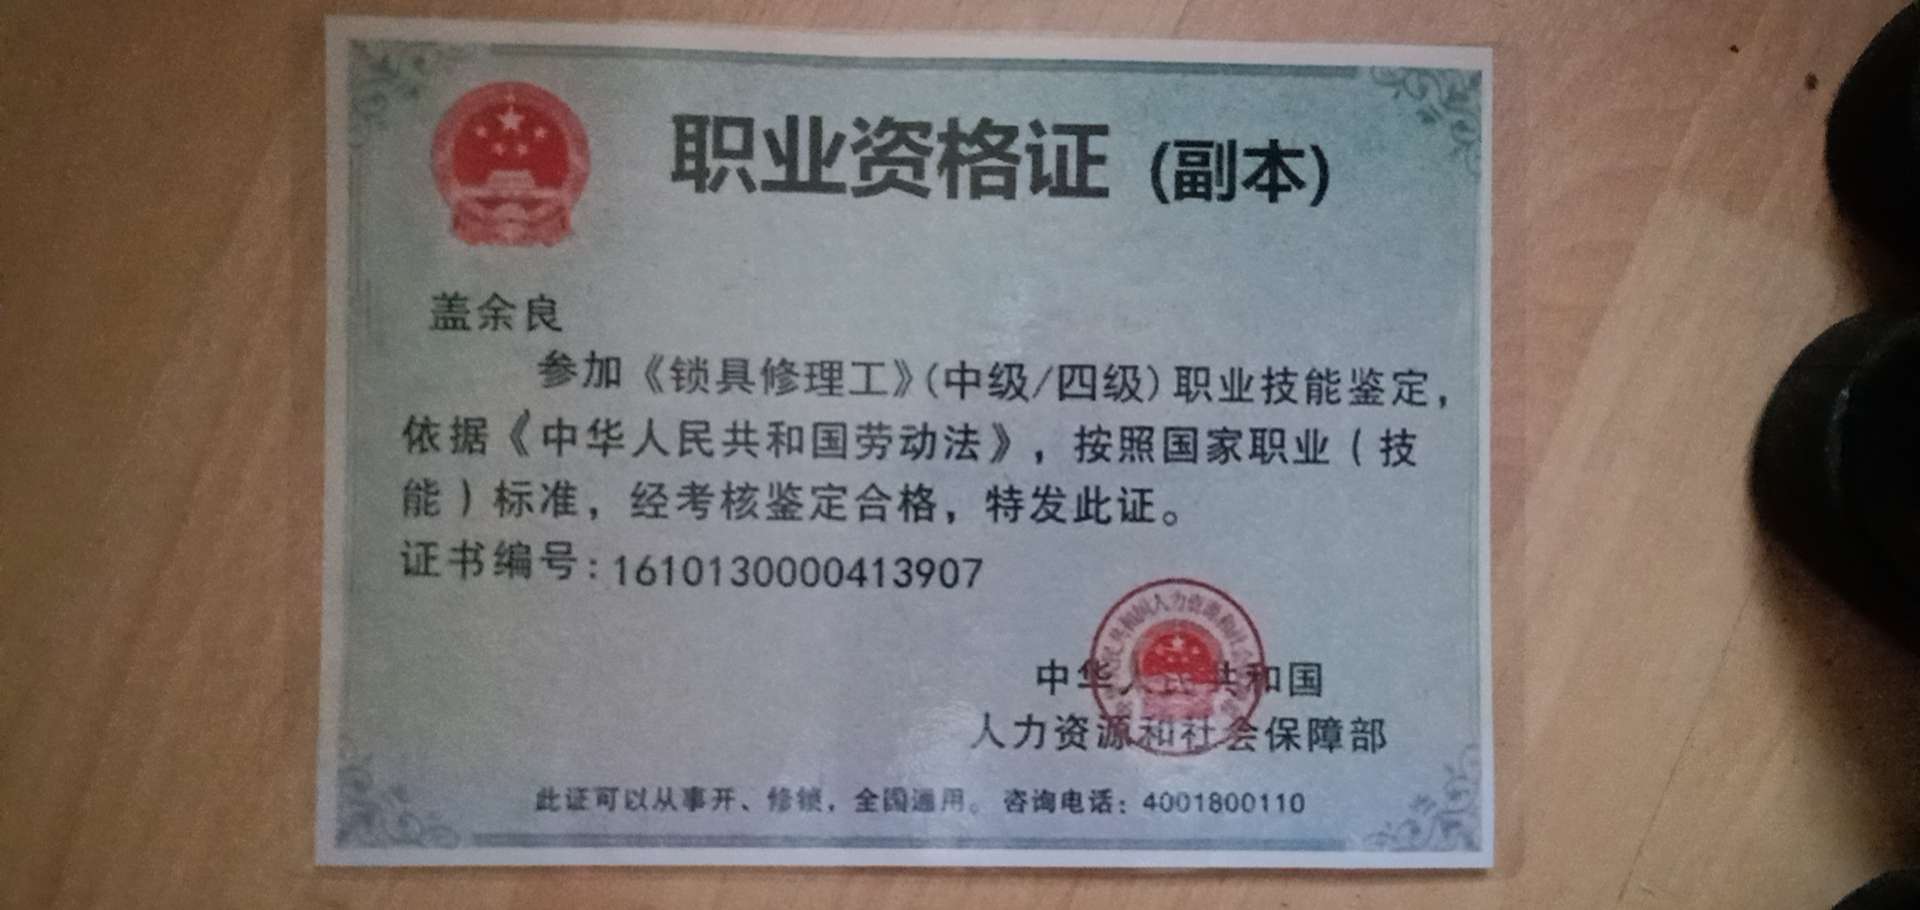 职业资格证 (副本)
盖余良
参加《锁具修理工》(中级/四级)职业技能鉴定，
依据《中华人民共和国劳动法》，按照国家职业（技
能）标准，经考核鉴定合格，特发此证。
证书编号:16101300000413907
中华人民共和国
人力资源和社会保障部
此证可以从事开、修锁，全国通用。 咨询电话：4001800110